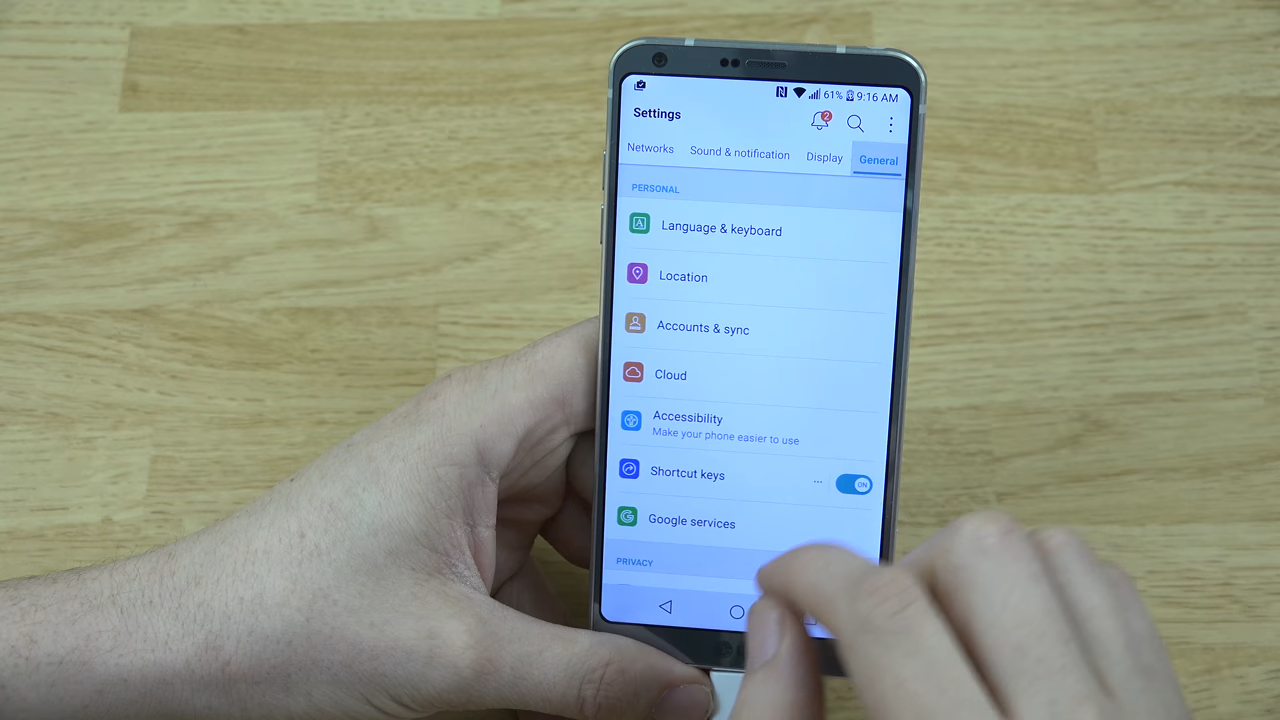 61% 9:16 AM
Settings
2
Networks Sound & notification Display General
PERSONAL
Language & keyboard
Location
Accounts & sync
Cloud
Accessibility
Make your phone easier to use
Shortcut keys ... ON
Google services
PRIVACY